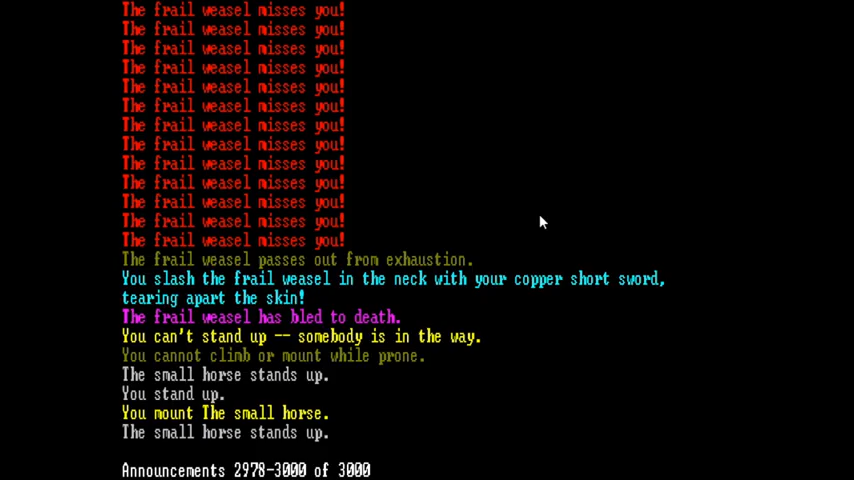 The frail weasel misses you!
The frail weasel misses you!
The frail weasel misses you!
The frail weasel misses you!
The frail weasel misses you!
The frail weasel misses you!
The frail weasel misses you!
The frail weasel misses you!
The frail weasel misses you!
The frail weasel misses you!
The frail weasel misses you!
The frail weasel misses you!
The frail weasel misses you!
The frail weasel passes out from exhaustion.
You slash the frail weasel in the neck with your copper short sword,
tearing apart the skin!
The frail weasel has bled to death.
You can't stand up -- somebody is in the way.
You cannot climb or mount while prone.
The small horse stands up.
You stand up.
You mount The small horse.
The small horse stands up.
Announcements 2978-3000 of 3000